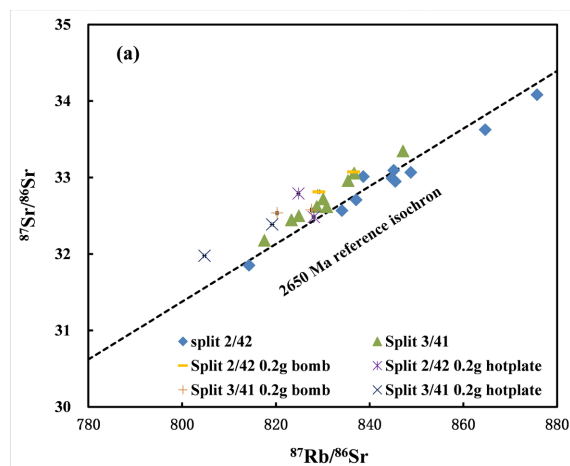 35
(a)
34
33
32
31
30
⁸⁷Sr/⁸⁶Sr
2650 Ma reference isochron
split 2/42
Split 3/41
Split 2/42 0.2g bomb
Split 2/42 0.2g hotplate
Split 3/41 0.2g bomb
Split 3/41 0.2g hotplate
780 800 820 840 860 880
⁸⁷Rb/⁸⁶Sr